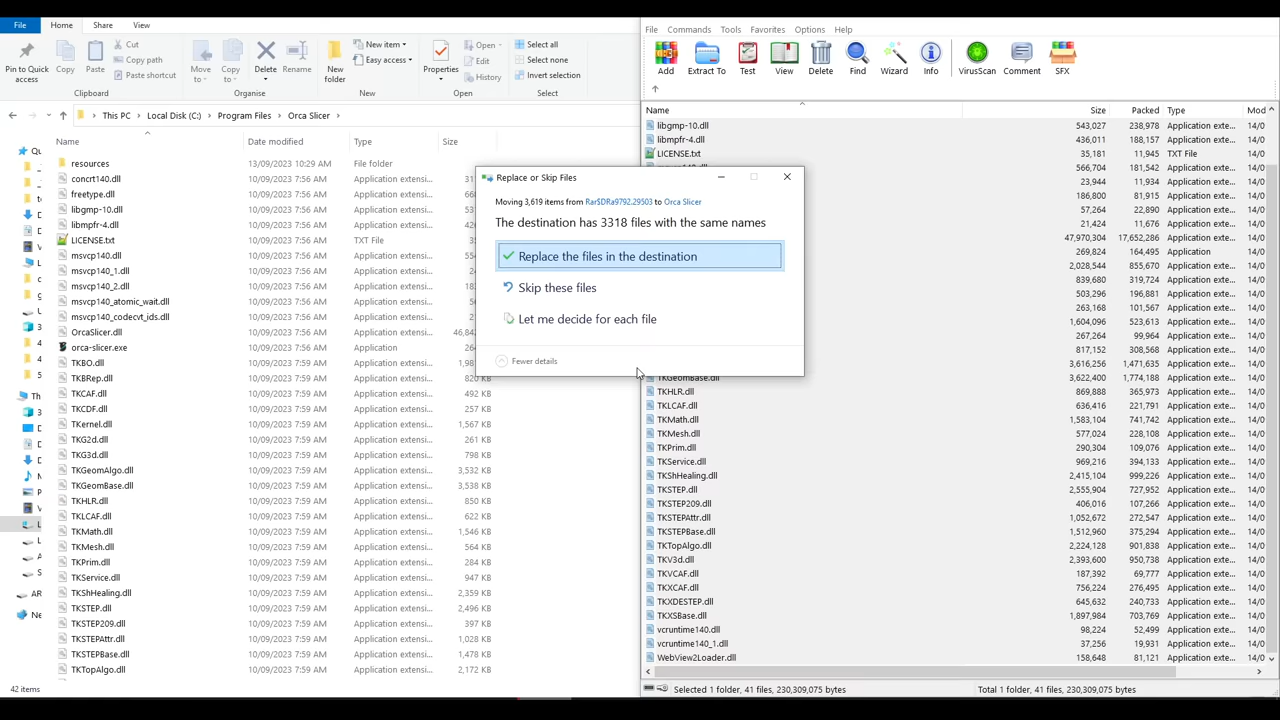 File Home Share View
Pin to Quick access
Copy
Paste
Cut
Copy path
Paste shortcut
Clipboard
Move to
Copy to
Delete
Rename
Organise
New folder
New item
Easy access
New
Properties
Open
Edit
History
Open
Select all
Select none
Invert selection
Select
This PC > Local Disk (C:) > Program Files > Orca Slicer >
Name Date modified Type Size
resources 13/09/2023 10:29 AM File folder
concrt140.dll 10/09/2023 7:56 AM Application extensi...
freetype.dll 10/09/2023 7:56 AM Application extensi...
libgmp-10.dll 10/09/2023 7:56 AM Application extensi...
libmpfr-4.dll 10/09/2023 7:56 AM Application extensi...
LICENSE.txt 10/09/2023 7:56 AM TXT File
msvcp140.dll 10/09/2023 7:56 AM Application extensi...
msvcp140_1.dll 10/09/2023 7:56 AM Application extensi...
msvcp140_2.dll 10/09/2023 7:56 AM Application extensi...
msvcp140_atomic_wait.dll 10/09/2023 7:56 AM Application extensi...
msvcp140_codecvt_ids.dll 10/09/2023 7:56 AM Application extensi...
OrcaSlicer.dll 10/09/2023 7:56 AM Application extensi... 46,84
orca-slicer.exe 10/09/2023 7:56 AM Application
TKBO.dll 10/09/2023 7:59 AM Application extensi...
TKBRep.dll 10/09/2023 7:59 AM Application extensi... 820 KB
TKCAF.dll 10/09/2023 7:59 AM Application extensi... 492 KB
TKCDF.dll 10/09/2023 7:59 AM Application extensi... 257 KB
TKernel.dll 10/09/2023 7:59 AM Application extensi... 1,567 KB
TKG2d.dll 10/09/2023 7:59 AM Application extensi... 261 KB
TKG3d.dll 10/09/2023 7:59 AM Application extensi... 798 KB
TKGeomAlgo.dll 10/09/2023 7:59 AM Application extensi... 3,532 KB
TKGeomBase.dll 10/09/2023 7:59 AM Application extensi... 3,538 KB
TKHLR.dll 10/09/2023 7:59 AM Application extensi... 850 KB
TKLCAF.dll 10/09/2023 7:59 AM Application extensi... 622 KB
TKMath.dll 10/09/2023 7:59 AM Application extensi... 1,546 KB
TKMesh.dll 10/09/2023 7:59 AM Application extensi... 564 KB
TKPrim.dll 10/09/2023 7:59 AM Application extensi... 284 KB
TKService.dll 10/09/2023 7:59 AM Application extensi... 947 KB
TKShHealing.dll 10/09/2023 7:59 AM Application extensi... 2,359 KB
TKSTEP.dll 10/09/2023 7:59 AM Application extensi... 2,496 KB
TKSTEP209.dll 10/09/2023 7:59 AM Application extensi... 397 KB
TKSTEPAttr.dll 10/09/2023 7:59 AM Application extensi... 1,028 KB
TKSTEPBase.dll 10/09/2023 7:59 AM Application extensi... 1,478 KB
TKTopAlgo.dll 10/09/2023 7:59 AM Application extensi... 2,172 KB
42 items
Replace or Skip Files
Moving 3,619 items from Rar$DRa9792.29503 to Orca Slicer
The destination has 3318 files with the same names
Replace the files in the destination
Skip these files
Let me decide for each file
Fewer details
File Commands Tools Favorites Options Help
Add Extract To Test View Delete Find Wizard Info VirusScan Comment SFX
Name Size Packed Type Mod
libgmp-10.dll 543,027 238,978 Application exte... 14/0
libmpfr-4.dll 436,011 188,157 Application exte... 14/0
LICENSE.txt 35,181 11,945 TXT File 14/0
566,704 181,542 Application exte... 14/0
23,944 11,934 Application exte... 14/0
186,800 81,915 Application exte... 14/0
57,264 22,890 Application exte... 14/0
21,424 11,676 Application exte... 14/0
47,970,304 17,652,286 Application exte... 14/0
269,824 164,495 Application 14/0
2,028,544 855,670 Application exte... 14/0
839,680 319,724 Application exte... 14/0
503,296 196,881 Application exte... 14/0
Application exte... 14/0
1,604,096 523,613 Application exte... 14/0
267,264 99,964 Application exte... 14/0
817,152 308,568 Application exte... 14/0
3,616,256 1,471,635 Application exte... 14/0
TKGeomBase.dll 3,622,400 1,774,188 Application exte... 14/0
TKHLR.dll 869,888 365,973 Application exte... 14/0
TKLCAF.dll 636,416 221,791 Application exte... 14/0
TKMath.dll 1,583,104 741,742 Application exte... 14/0
TKMesh.dll 577,024 228,108 Application exte... 14/0
TKPrim.dll 290,304 109,076 Application exte... 14/0
TKService.dll 969,216 394,133 Application exte... 14/0
TKShHealing.dll 2,415,104 999,226 Application exte... 14/0
TKSTEP.dll 2,555,904 727,952 Application exte... 14/0
TKSTEP209.dll 406,016 107,266 Application exte... 14/0
TKSTEPAttr.dll 1,052,672 272,547 Application exte... 14/0
TKSTEPBase.dll 1,512,960 375,294 Application exte... 14/0
TKTopAlgo.dll 2,224,128 901,838 Application exte... 14/0
TKV3d.dll 2,393,600 950,738 Application exte... 14/0
TKVCAF.dll 187,392 69,777 Application exte... 14/0
TKXCAF.dll 756,224 276,495 Application exte... 14/0
TKXDESTEP.dll 645,632 240,733 Application exte... 14/0
TKXSBase.dll 1,897,984 703,769 Application exte... 14/0
vcruntime140.dll 98,224 52,499 Application exte... 14/0
vcruntime140_1.dll 37,256 19,931 Application exte... 14/0
WebView2Loader.dll 158,648 81,121 Application exte... 14/0
Selected 1 folder, 41 files, 230,309,075 bytes
Total 1 folder, 41 files, 230,309,075 bytes